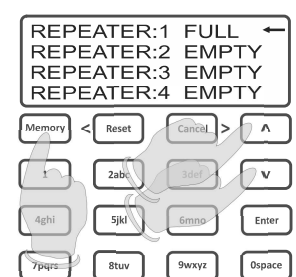 REPEATER:1 FULL ←
REPEATER:2 EMPTY
REPEATER:3 EMPTY
REPEATER:4 EMPTY
Memory < Reset Cancel > ∧
1 2abc 3def ∨
4ghi 5jkl 6mno Enter
7pqrs 8tuv 9wxyz 0space